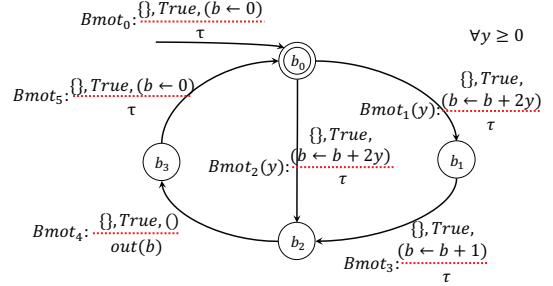 Bmot₀: {}, True, (b ← 0)
τ
∀y ≥ 0
b₀
{}, True,
Bmot₅: {}, True, (b ← 0)
τ
Bmot₁(y): (b ← b + 2y)
τ
{}, True,
Bmot₂(y): (b ← b + 2y)
τ
b₃
b₁
Bmot₄: {}, True, ()
out(b)
b₂
{}, True,
(b ← b + 1)
Bmot₃:
τ